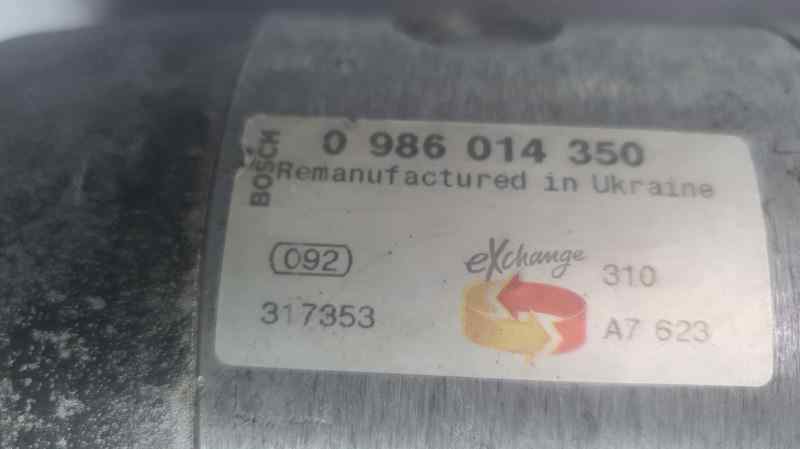 BOSCH
0 986 014 350
Remanufactured in Ukraine
092
eXchange
310
317353
A7 623